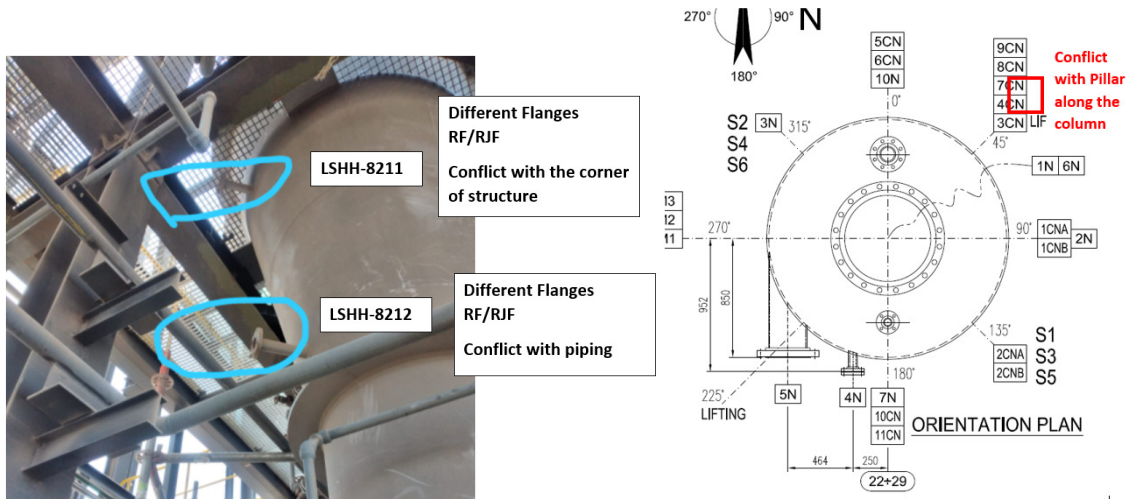 LSHH-8211
Different Flanges
RF/RJF
Conflict with the corner
of structure
LSHH-8212
Different Flanges
RF/RJF
Conflict with piping
270°
90°
N
180°
5CN
6CN
10N
0°
9CN
8CN
7CN
4CN
3CN
LIF
45°
Conflict
with Pillar
along the
column
S2
S4
S6
3N
315°
1N
6N
270°
90°
1CNA
1CNB
2N
952
850
135°
S1
2CNA
S3
2CNB
S5
225°
LIFTING
180°
5N
4N
7N
10CN
11CN
ORIENTATION PLAN
464
250
22+29